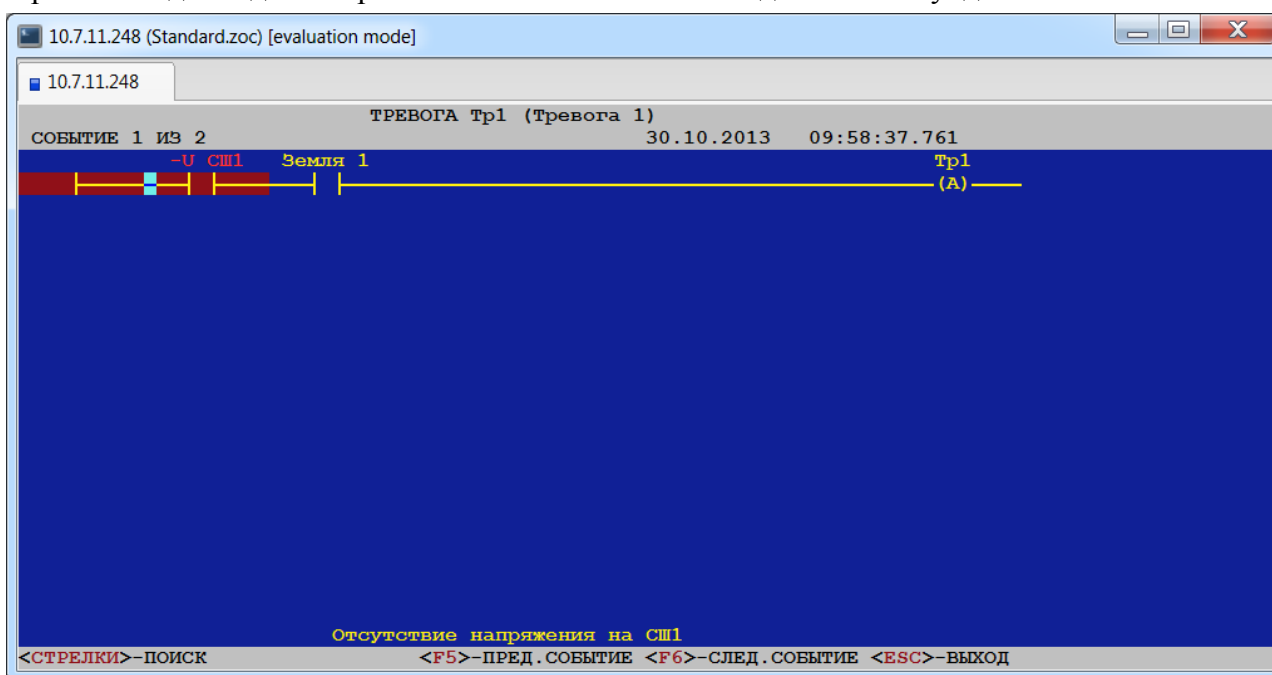 10.7.11.248 (Standard.zoc) [evaluation mode]
10.7.11.248
ТРЕВОГА Тр1 (Тревога 1)
СОБЫТИЕ 1 ИЗ 2 30.10.2013 09:58:37.761
-U СШ1 Земля 1 Тр1
(А)
Отсутствие напряжения на СШ1
<СТРЕЛКИ>-ПОИСК <F5>-ПРЕД.СОБЫТИЕ <F6>-СЛЕД.СОБЫТИЕ <ESC>-ВЫХОД